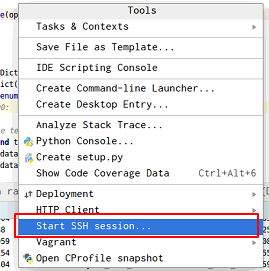 Tools
Tasks & Contexts
Save File as Template...
IDE Scripting Console
Create Command-line Launcher...
Create Desktop Entry...
Analyze Stack Trace...
Python Console...
Create setup.py
Show Code Coverage Data Ctrl+Alt+6
Deployment
HTTP Client
Start SSH session...
Vagrant
Open CProfile snapshot